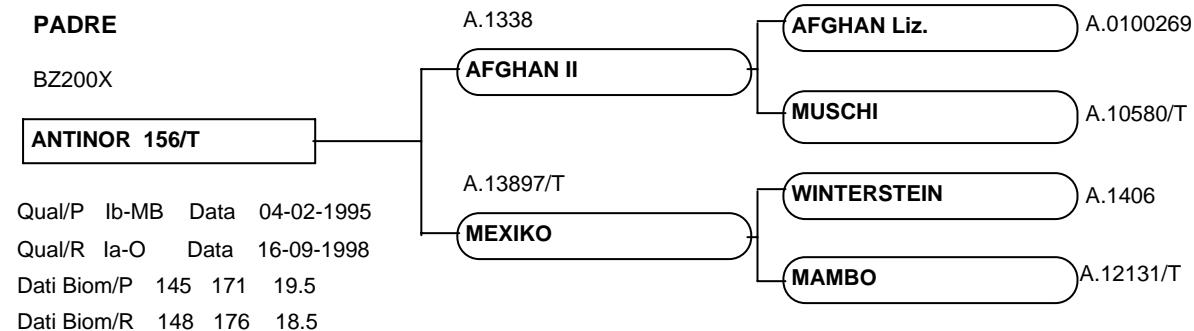 PADRE
BZ200X
ANTINOR 156/T
Qual/P Ib-MB Data 04-02-1995
Qual/R Ia-O Data 16-09-1998
Dati Biom/P 145 171 19.5
Dati Biom/R 148 176 18.5
A.1338
AFGHAN II
A.13897/T
MEXIKO
AFGHAN Liz. A.0100269
MUSCHI A.10580/T
WINTERSTEIN A.1406
MAMBO A.12131/T